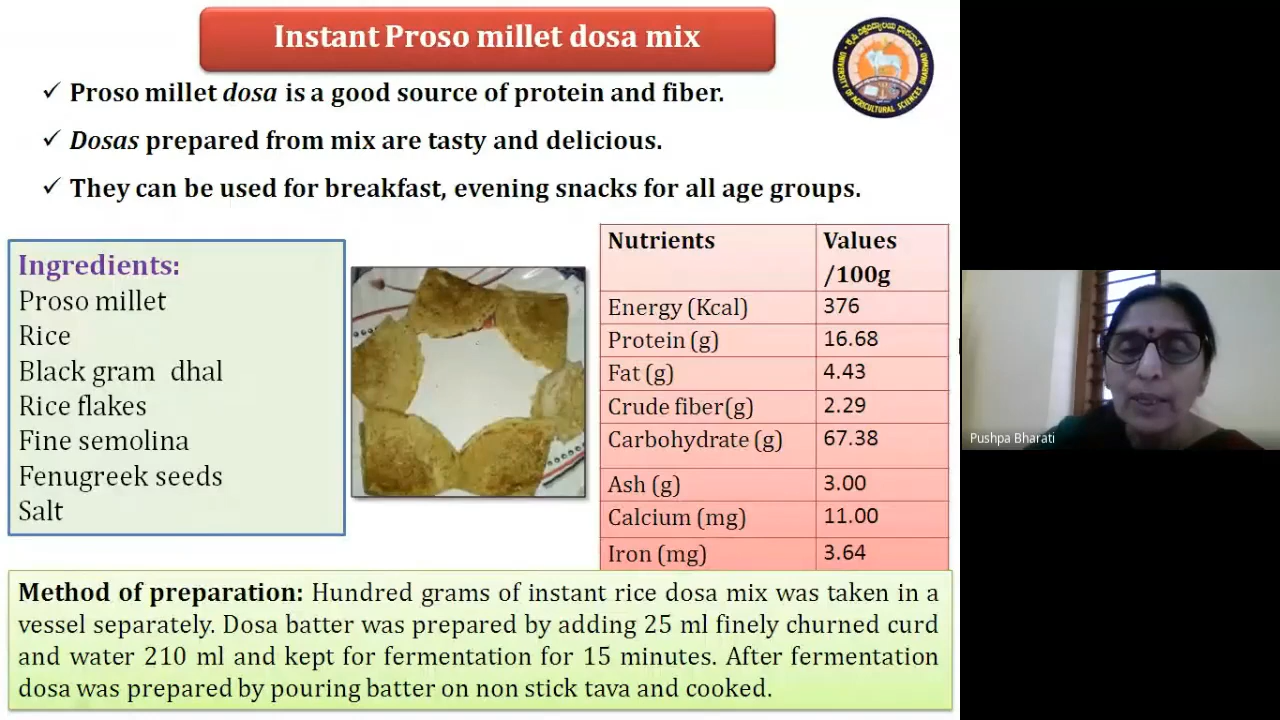 Instant Proso millet dosa mix
✓ Proso millet dosa is a good source of protein and fiber.
✓ Dosas prepared from mix are tasty and delicious.
✓ They can be used for breakfast, evening snacks for all age groups.
Ingredients:
Proso millet
Rice
Black gram dhal
Rice flakes
Fine semolina
Fenugreek seeds
Salt
Nutrients Values /100g
Energy (Kcal) 376
Protein (g) 16.68
Fat (g) 4.43
Crude fiber(g) 2.29
Carbohydrate (g) 67.38
Ash (g) 3.00
Calcium (mg) 11.00
Iron (mg) 3.64
Method of preparation: Hundred grams of instant rice dosa mix was taken in a
vessel separately. Dosa batter was prepared by adding 25 ml finely churned curd
and water 210 ml and kept for fermentation for 15 minutes. After fermentation
dosa was prepared by pouring batter on non stick tava and cooked.
UNIVERSITY OF AGRICULTURAL SCIENCES DHARWAD
Pushpa Bharati